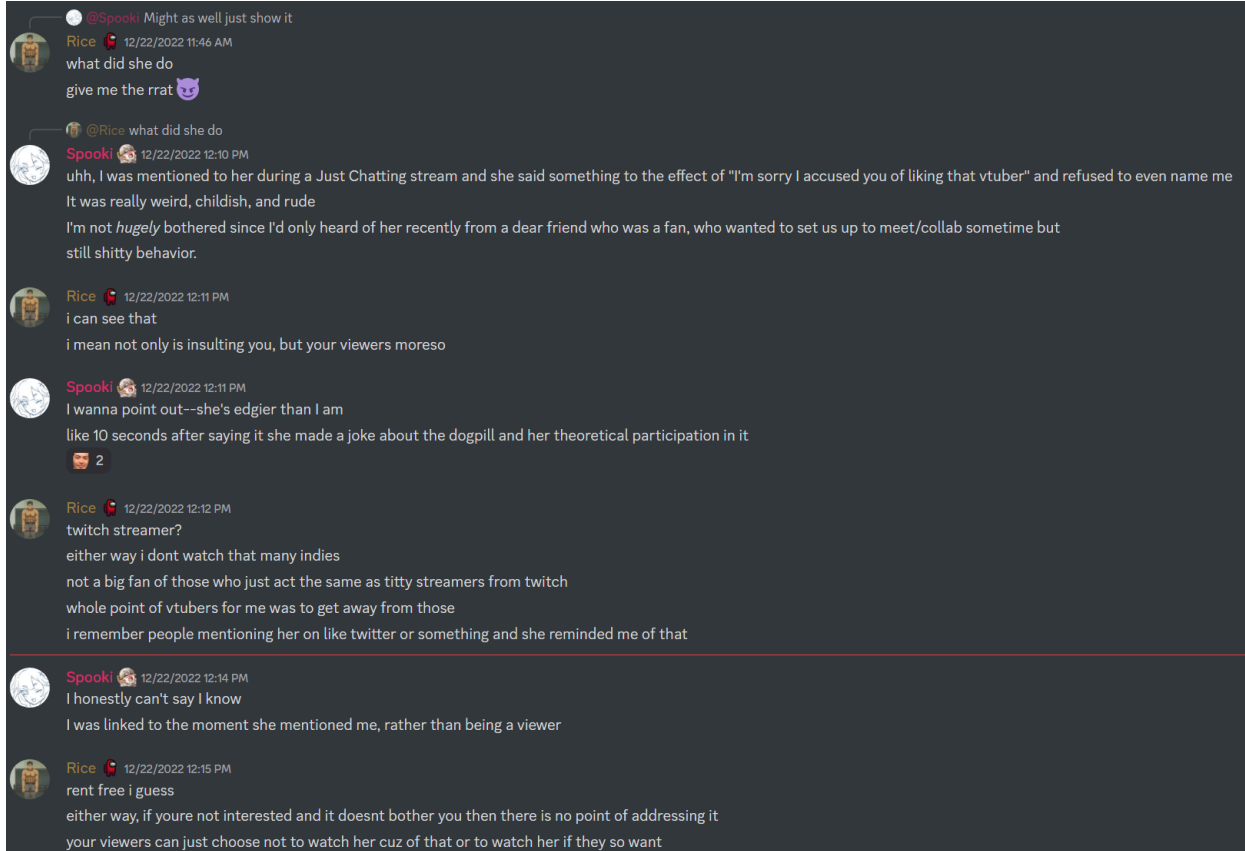 @Spooki Might as well just show it
Rice 12/22/2022 11:46 AM
what did she do
give me the rrat 😈
@Rice what did she do
Spooki 12/22/2022 12:10 PM
uhh, I was mentioned to her during a Just Chatting stream and she said something to the effect of "I'm sorry I accused you of liking that vtuber" and refused to even name me
It was really weird, childish, and rude
I'm not hugely bothered since I'd only heard of her recently from a dear friend who was a fan, who wanted to set us up to meet/collab sometime but
still shitty behavior.
Rice 12/22/2022 12:11 PM
i can see that
i mean not only is insulting you, but your viewers moreso
Spooki 12/22/2022 12:11 PM
I wanna point out--she's edgier than I am
like 10 seconds after saying it she made a joke about the dogpill and her theoretical participation in it
2
Rice 12/22/2022 12:12 PM
twitch streamer?
either way i dont watch that many indies
not a big fan of those who just act the same as titty streamers from twitch
whole point of vtubers for me was to get away from those
i remember people mentioning her on like twitter or something and she reminded me of that
Spooki 12/22/2022 12:14 PM
I honestly can't say I know
I was linked to the moment she mentioned me, rather than being a viewer
Rice 12/22/2022 12:15 PM
rent free i guess
either way, if youre not interested and it doesnt bother you then there is no point of addressing it
your viewers can just choose not to watch her cuz of that or to watch her if they so want